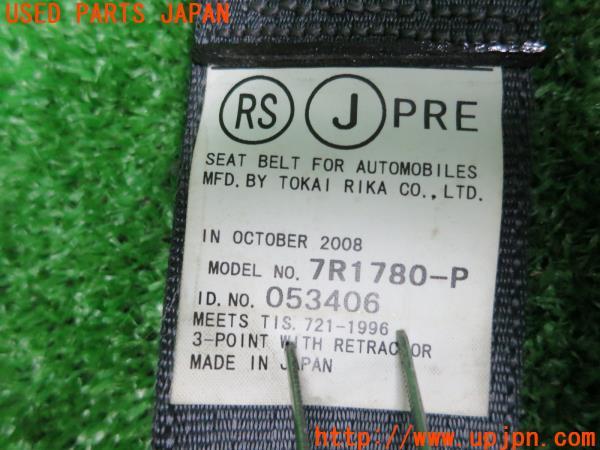 USED PARTS JAPAN
RS J PRE
SEAT BELT FOR AUTOMOBILES
MFD. BY TOKAI RIKA CO., LTD.
IN OCTOBER 2008
MODEL NO. 7R1780-P
ID. NO. 053406
MEETS TIS. 721-1996
3-POINT WITH RETRACTOR
MADE IN JAPAN
http://www.upjpn.com/